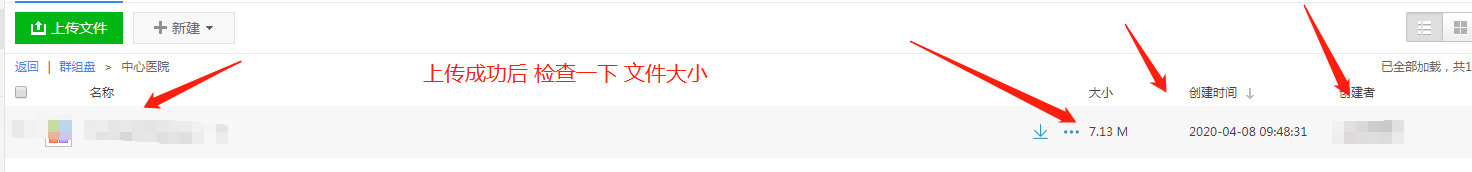 上传文件 新建
返回 | 群组盘 > 中心医院 上传成功后 检查一下 文件大小 已全部加载，共1
名称 大小 创建时间 创建者
7.13 M 2020-04-08 09:48:31